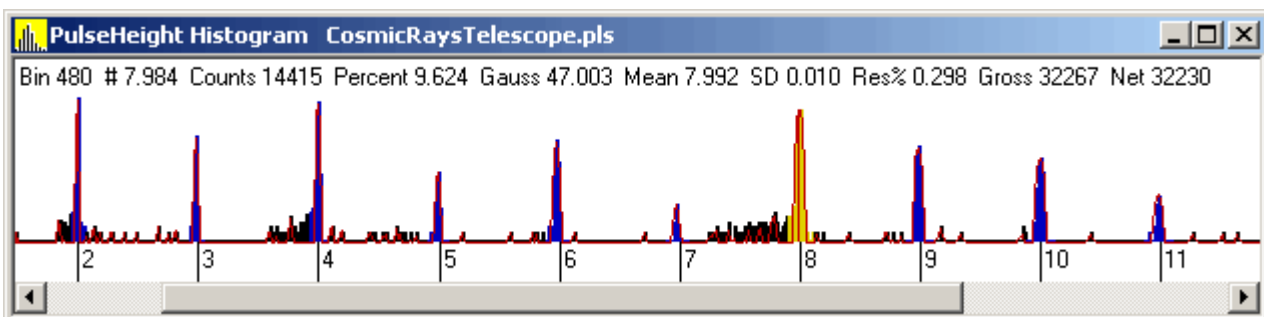 PulseHeight Histogram CosmicRaysTelescope.pls
Bin 480 # 7.984 Counts 14415 Percent 9.624 Gauss 47.003 Mean 7.992 SD 0.010 Res% 0.298 Gross 32267 Net 32230
2 3 4 5 6 7 8 9 10 11